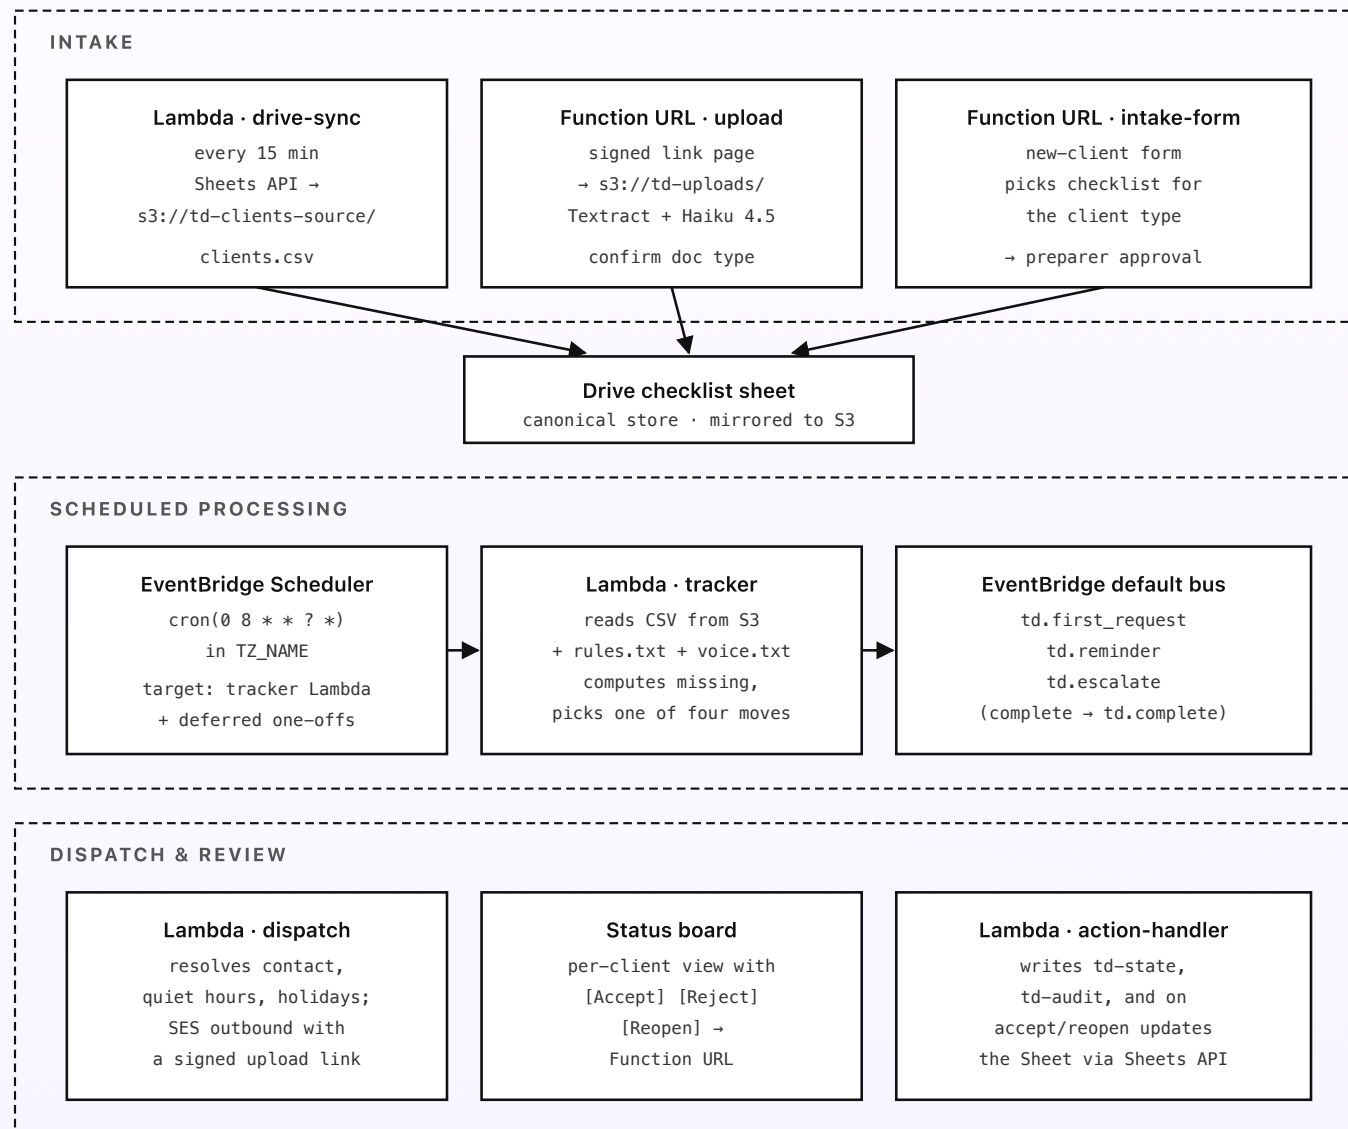 INTAKE
Lambda · drive-sync
every 15 min
Sheets API →
s3://td-clients-source/
clients.csv
Function URL · upload
signed link page
→ s3://td-uploads/
Textract + Haiku 4.5
confirm doc type
Function URL · intake-form
new-client form
picks checklist for
the client type
→ preparer approval
Drive checklist sheet
canonical store · mirrored to S3
SCHEDULED PROCESSING
EventBridge Scheduler
cron(0 8 * * ? *)
in TZ_NAME
target: tracker Lambda
+ deferred one-offs
Lambda · tracker
reads CSV from S3
+ rules.txt + voice.txt
computes missing,
picks one of four moves
EventBridge default bus
td.first_request
td.reminder
td.escalate
(complete → td.complete)
DISPATCH & REVIEW
Lambda · dispatch
resolves contact,
quiet hours, holidays;
SES outbound with
a signed upload link
Status board
per-client view with
[Accept] [Reject]
[Reopen] →
Function URL
Lambda · action-handler
writes td-state,
td-audit, and on
accept/reopen updates
the Sheet via Sheets API